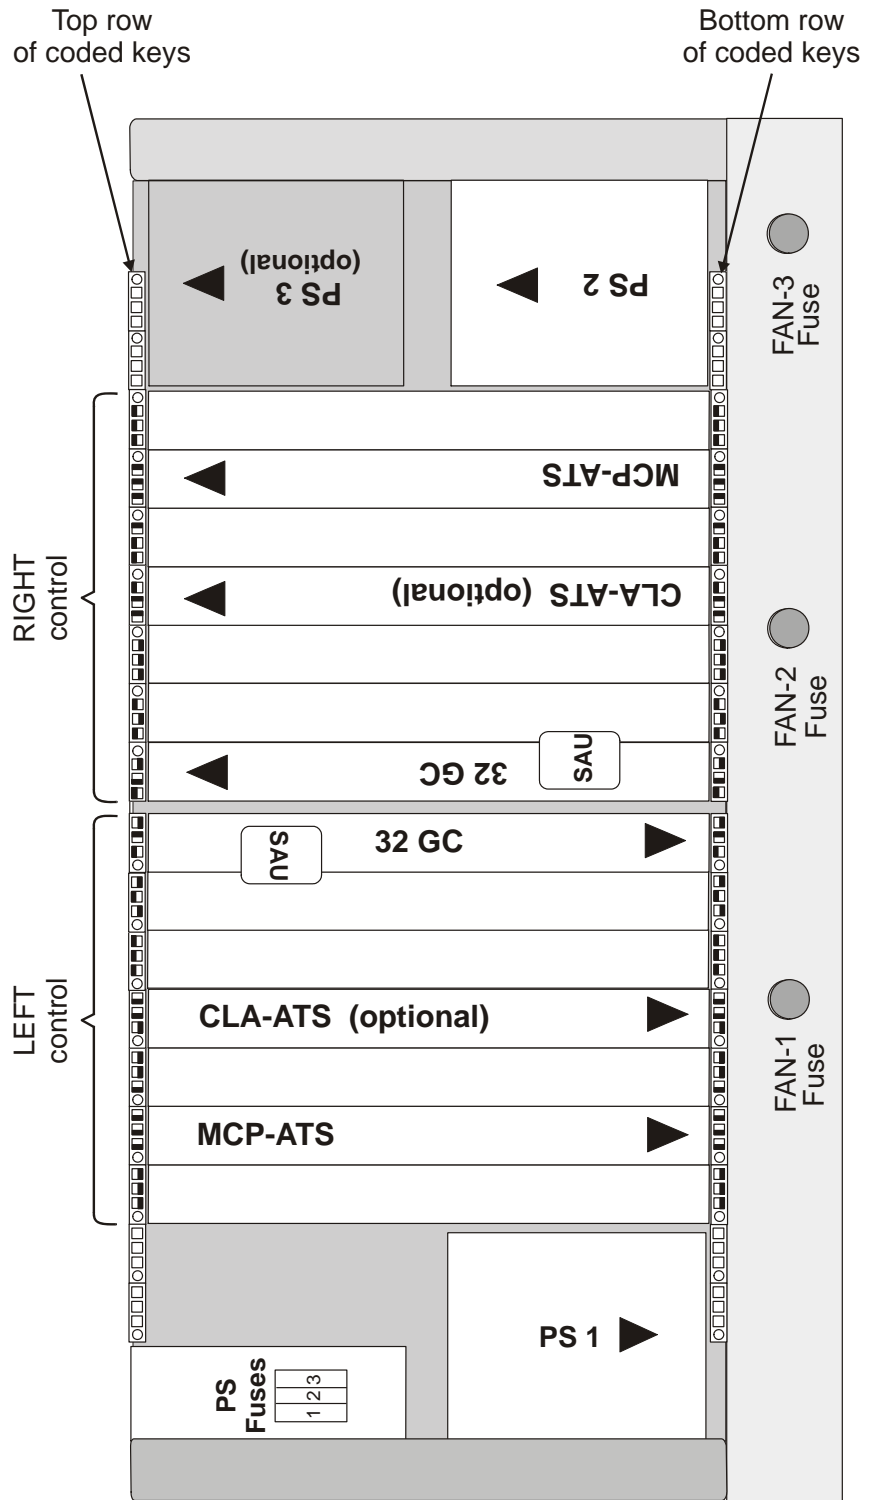 Top row
of coded keys
Bottom row
of coded keys
PS 3
(optional)
PS 2
FAN-3
Fuse
RIGHT
control
MCP-ATS
CLA-ATS (optional)
FAN-2
Fuse
32 GC
SAU
LEFT
control
SAU
32 GC
CLA-ATS (optional)
FAN-1
Fuse
MCP-ATS
PS 1
PS
Fuses
1 2 3